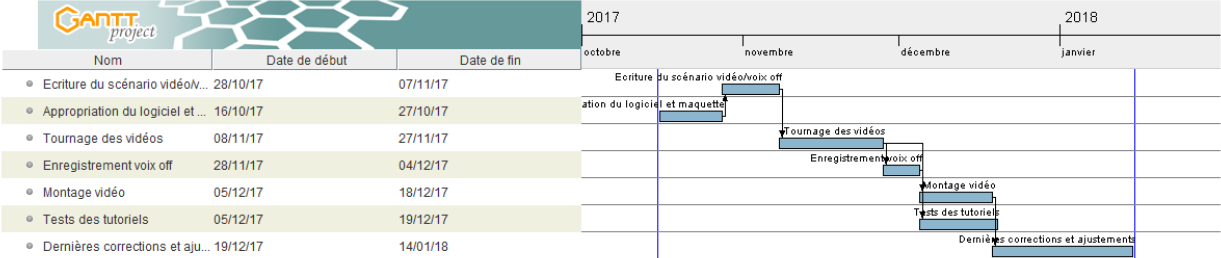 GANTT project
2017 2018
octobre novembre décembre janvier
Nom Date de début Date de fin
Ecriture du scénario vidéo/v... 28/10/17 07/11/17
Ecriture du scénario vidéo/voix off
Appropriation du logiciel et ... 16/10/17 27/10/17
ation du logiciel et maquette
Tournage des vidéos 08/11/17 27/11/17
Tournage des vidéos
Enregistrement voix off 28/11/17 04/12/17
Enregistrement voix off
Montage vidéo 05/12/17 18/12/17
Montage vidéo
Tests des tutoriels 05/12/17 19/12/17
Tests des tutoriels
Dernières corrections et aju... 19/12/17 14/01/18
Dernières corrections et ajustements